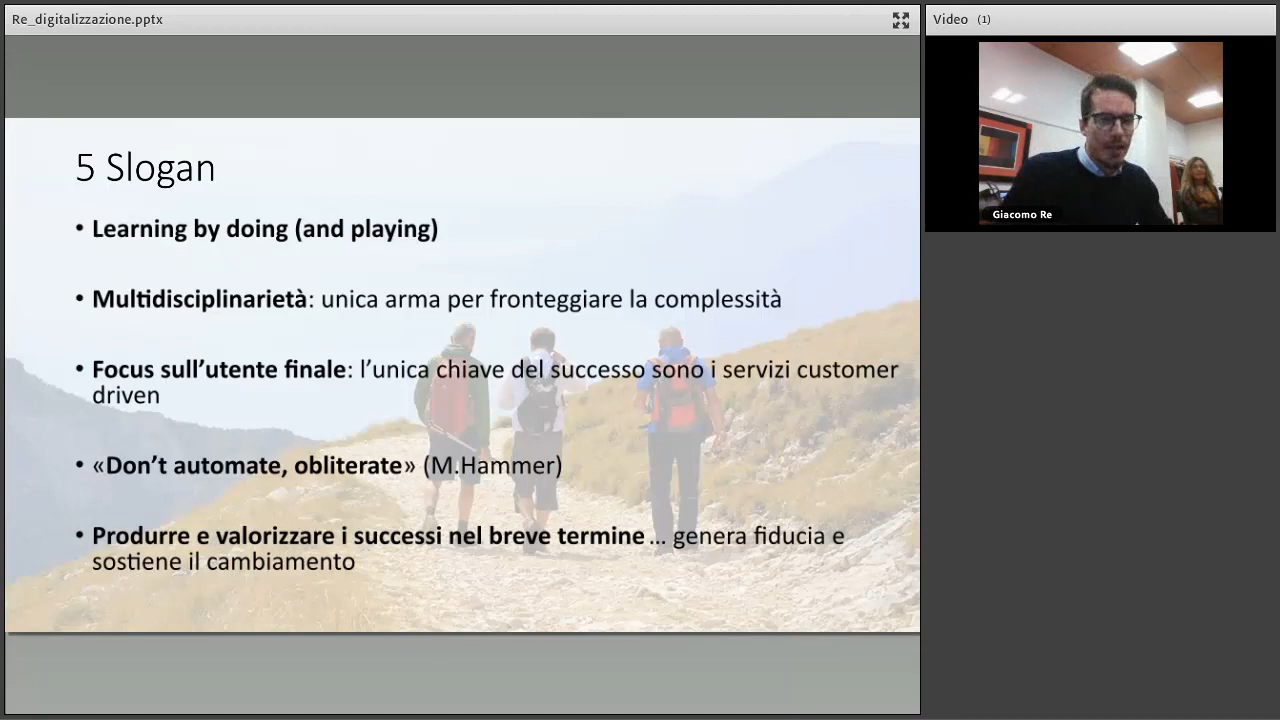 Re_digitalizzazione.pptx
Video (1)
Giacomo Re
5 Slogan
• Learning by doing (and playing)
• Multidisciplinarietà: unica arma per fronteggiare la complessità
• Focus sull’utente finale: l’unica chiave del successo sono i servizi customer
driven
• «Don’t automate, obliterate» (M.Hammer)
• Produrre e valorizzare i successi nel breve termine ... genera fiducia e
sostiene il cambiamento